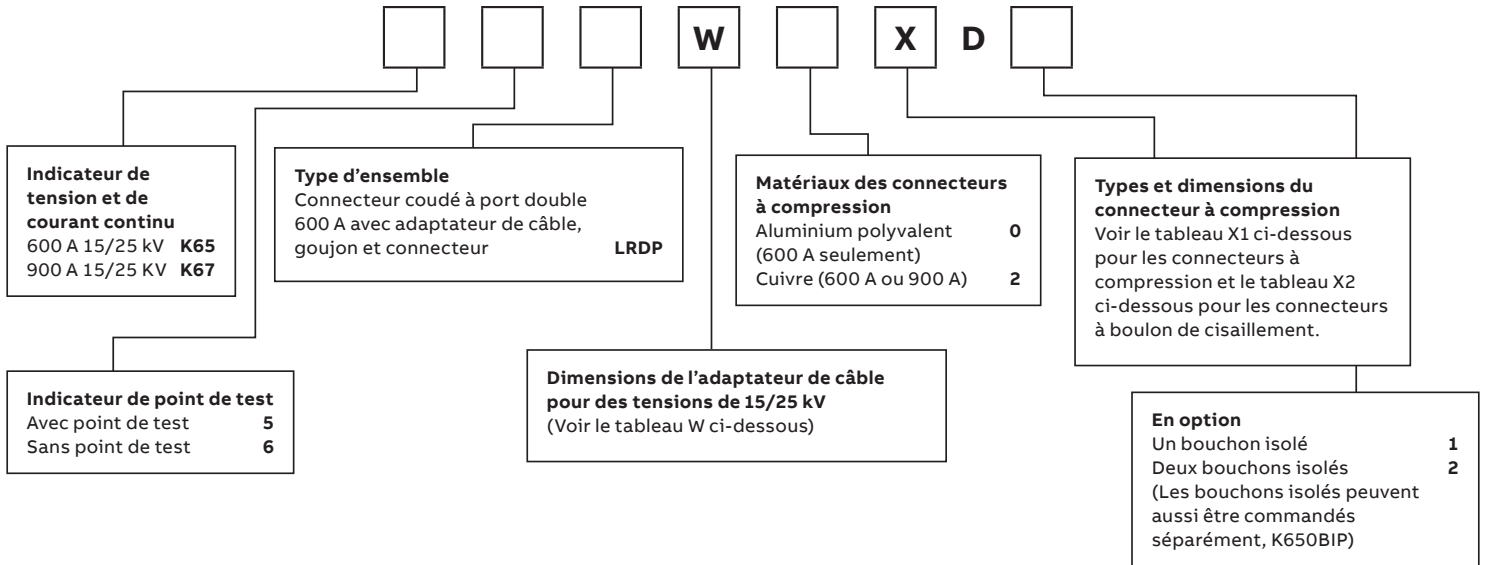 W X D
Indicateur de
tension et de
courant continu
600 A 15/25 kV K65
900 A 15/25 KV K67
Type d'ensemble
Connecteur coudé à port double
600 A avec adaptateur de câble,
goujon et connecteur LRDP
Matériaux des connecteurs
à compression
Aluminium polyvalent 0
(600 A seulement)
Cuivre (600 A ou 900 A) 2
Types et dimensions du
connecteur à compression
Voir le tableau X1 ci-dessous
pour les connecteurs à
compression et le tableau X2
ci-dessous pour les connecteurs
à boulon de cisaillement.
Indicateur de point de test
Avec point de test 5
Sans point de test 6
Dimensions de l'adaptateur de câble
pour des tensions de 15/25 kV
(Voir le tableau W ci-dessous)
En option
Un bouchon isolé 1
Deux bouchons isolés 2
(Les bouchons isolés peuvent
aussi être commandés
séparément, K650BIP)